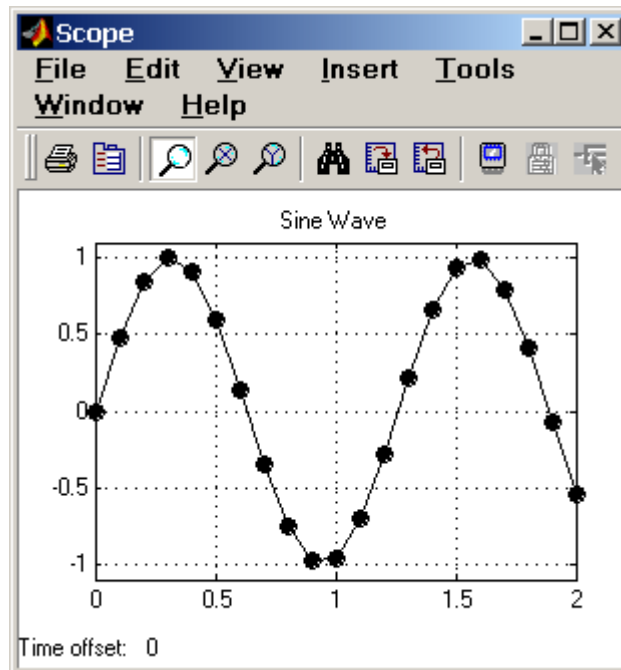 Scope
File Edit View Insert Tools
Window Help
Sine Wave
1
0.5
0
-0.5
-1
0 0.5 1 1.5 2
Time offset: 0